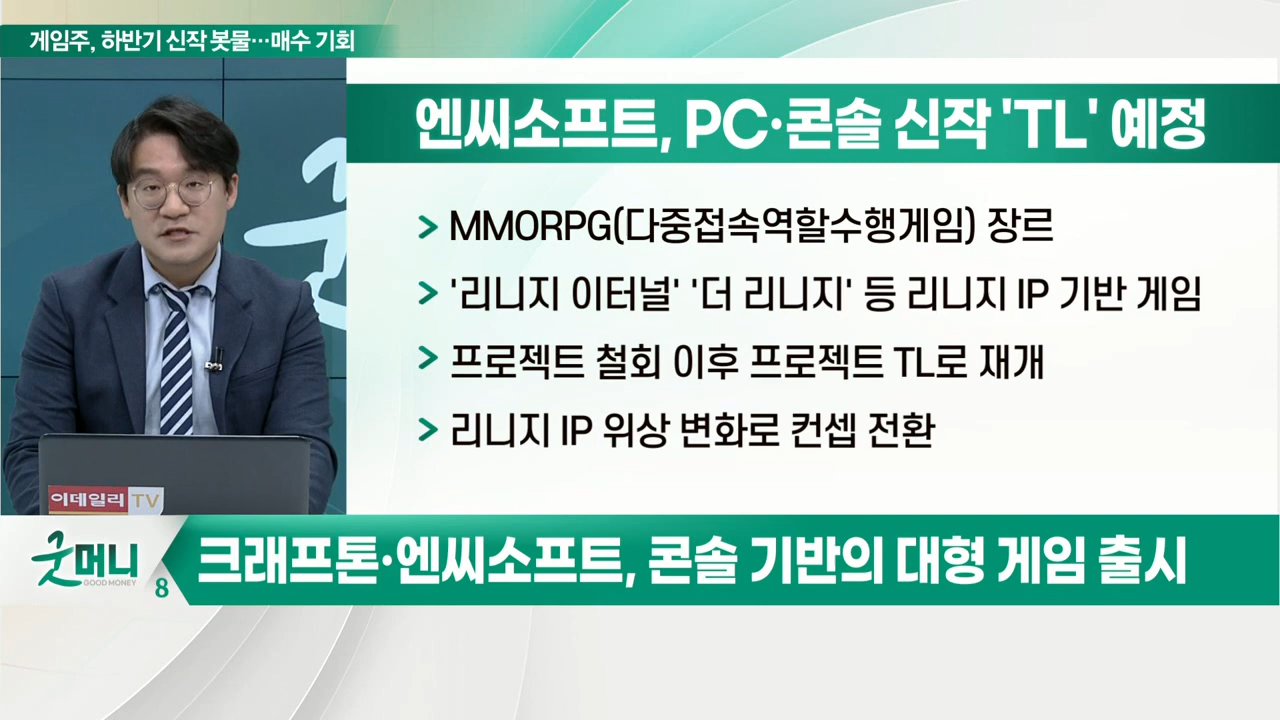 게임주, 하반기 신작 봇물…매수 기회
엔씨소프트, PC·콘솔 신작 'TL' 예정
> MMORPG(다중접속역할수행게임) 장르
> '리니지 이터널' '더 리니지' 등 리니지 IP 기반 게임
> 프로젝트 철회 이후 프로젝트 TL로 재개
> 리니지 IP 위상 변화로 컨셉 전환
이데일리 TV
굿머니
GOOD MONEY
8
크래프톤·엔씨소프트, 콘솔 기반의 대형 게임 출시